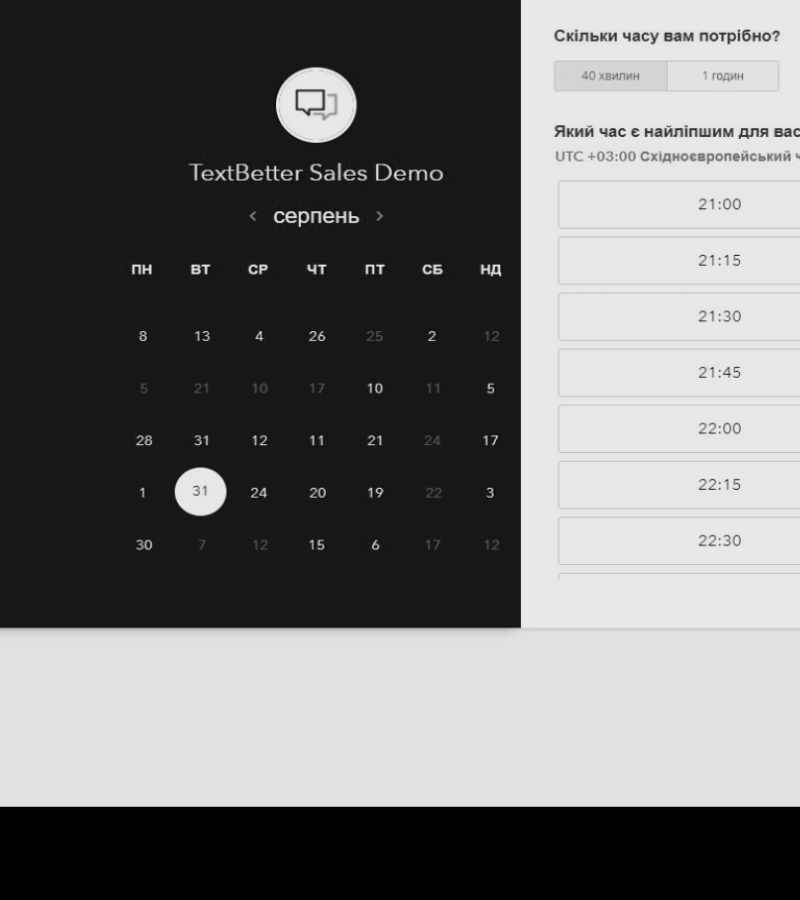 TextBetter Sales Demo
< серпень >
ПН ВТ СР ЧТ ПТ СБ НД
8 13 4 26 25 2 12
5 21 10 17 10 11 5
28 31 12 11 21 24 17
1 31 24 20 19 22 3
30 7 12 15 6 17 12
Скільки часу вам потрібно?
40 хвилин 1 годин
Який час є найліпшим для вас
UTC +03:00 Східноєвропейський ч
21:00
21:15
21:30
21:45
22:00
22:15
22:30